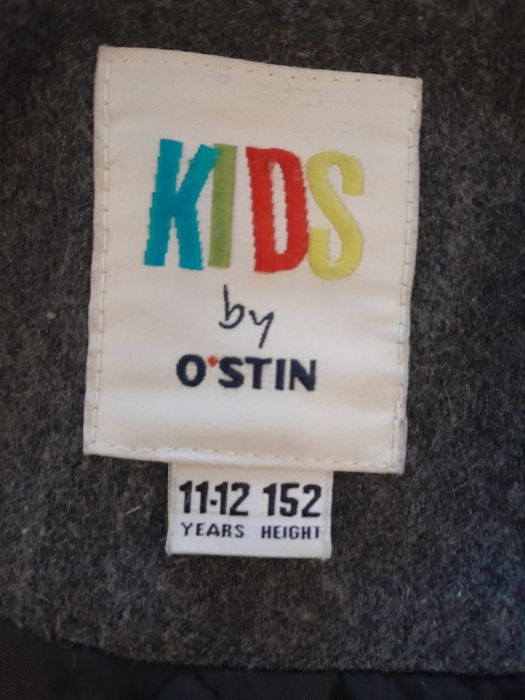 KIDS
by
O'STIN
11-12 152
YEARS HEIGHT